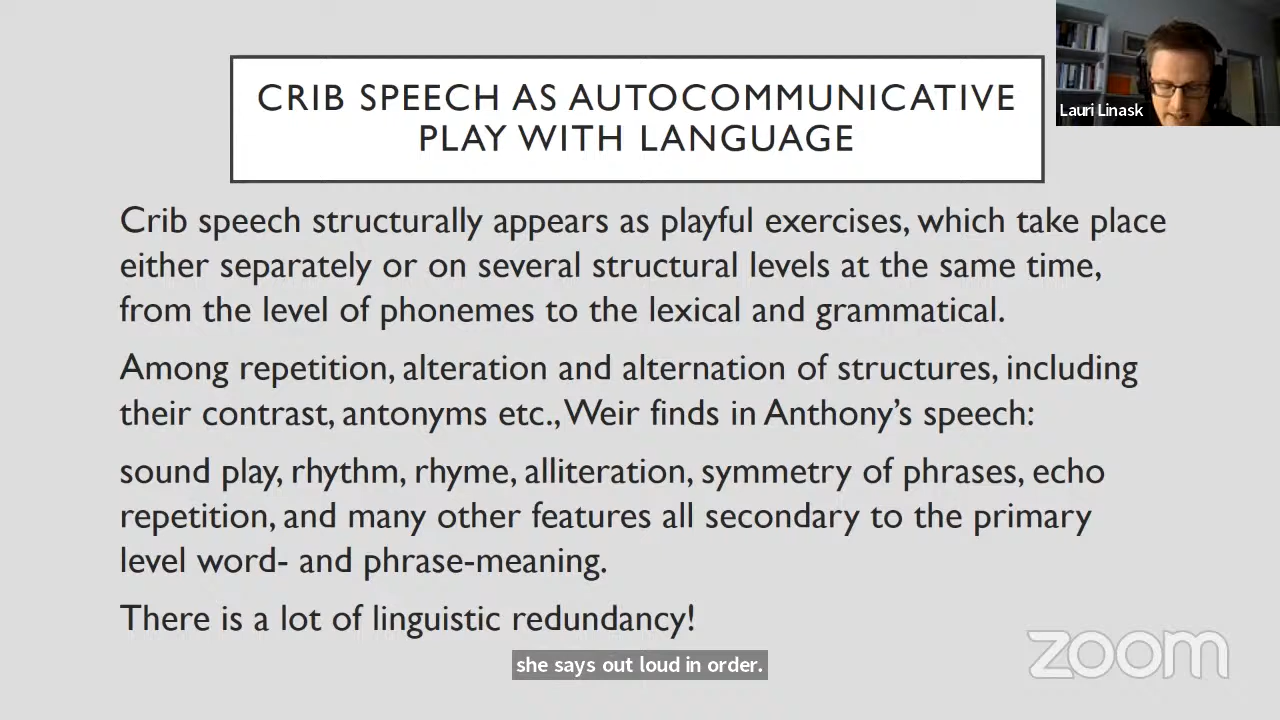 CRIB SPEECH AS AUTOCOMMUNICATIVE
PLAY WITH LANGUAGE
Lauri Linask
Crib speech structurally appears as playful exercises, which take place
either separately or on several structural levels at the same time,
from the level of phonemes to the lexical and grammatical.
Among repetition, alteration and alternation of structures, including
their contrast, antonyms etc., Weir finds in Anthony’s speech:
sound play, rhythm, rhyme, alliteration, symmetry of phrases, echo
repetition, and many other features all secondary to the primary
level word- and phrase-meaning.
There is a lot of linguistic redundancy!
she says out loud in order.
zoom